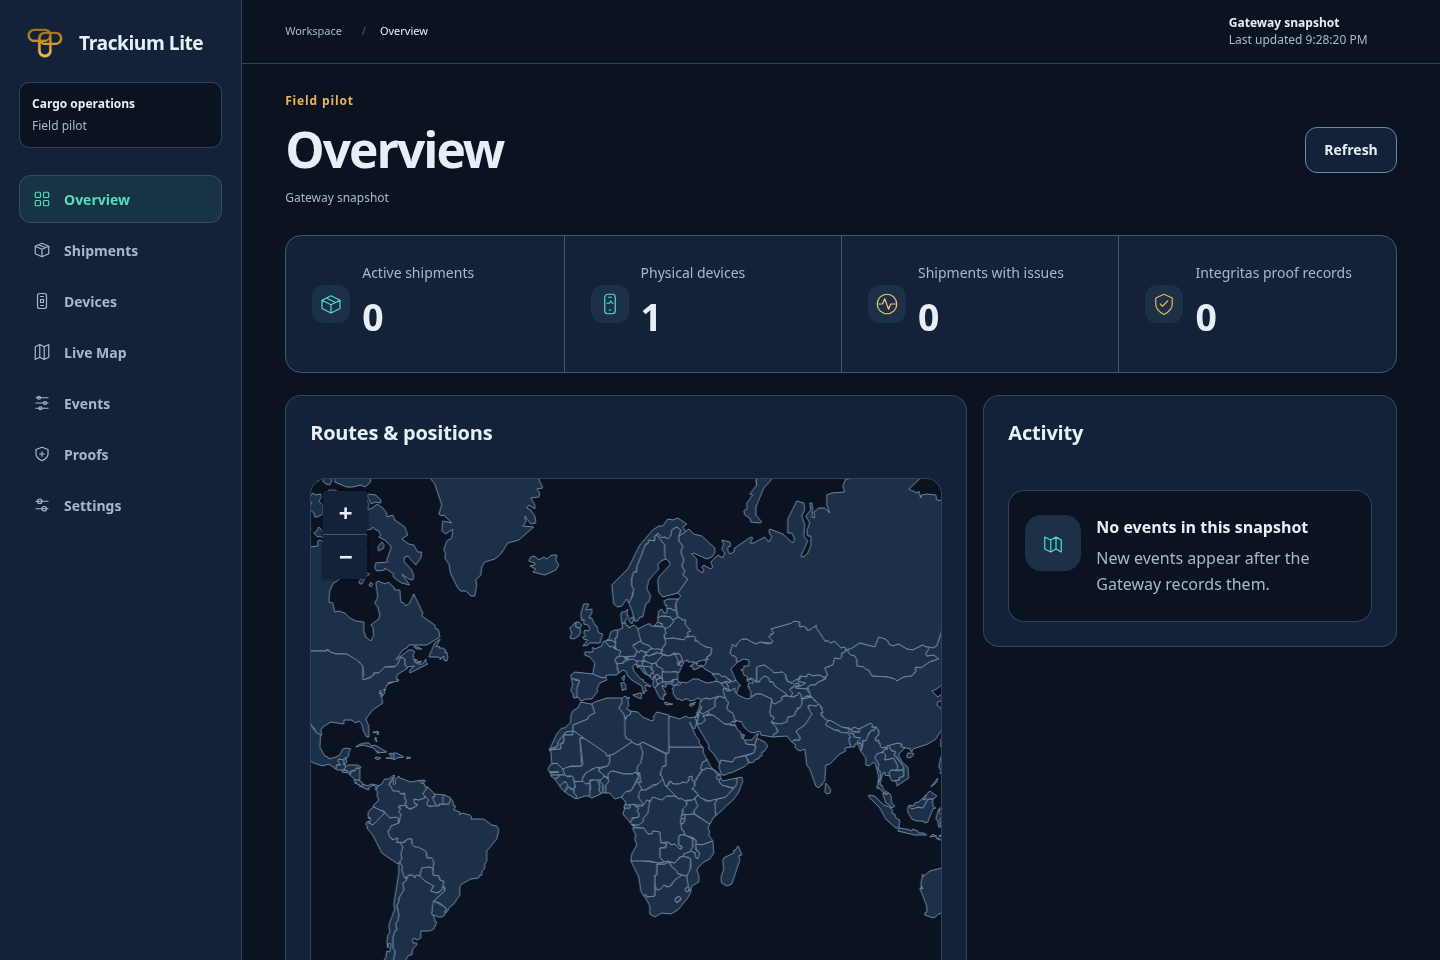 Trackium Lite
Cargo operations
Field pilot
Overview
Shipments
Devices
Live Map
Events
Proofs
Settings
Workspace / Overview
Gateway snapshot
Last updated 9:28:20 PM
Field pilot
Overview
Refresh
Gateway snapshot
Active shipments
0
Physical devices
1
Shipments with issues
0
Integritas proof records
0
Routes & positions
+
−
Activity
No events in this snapshot
New events appear after the
Gateway records them.